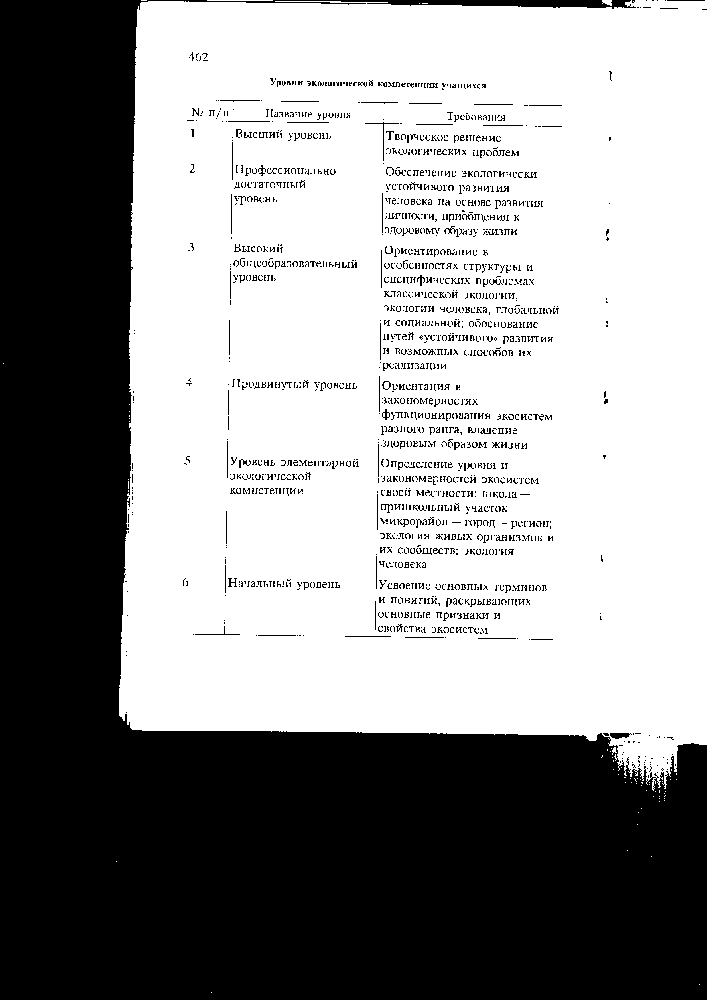 462
Уровни экологической компетенции учащихся
№ п/п Название уровня Требования
1 Высший уровень Творческое решение
экологических проблем
2 Профессионально Обеспечение экологически
достаточный устойчивого развития
уровень человека на основе развития
личности, приобщения к
здоровому образу жизни
3 Высокий Ориентирование в
общеобразовательный особенностях структуры и
уровень специфических проблемах
классической экологии,
экологии человека, глобальной
и социальной; обоснование
путей «устойчивого» развития
и возможных способов их
реализации
4 Продвинутый уровень Ориентация в
закономерностях
функционирования экосистем
разного ранга, владение
здоровым образом жизни
5 Уровень элементарной Определение уровня и
экологической закономерностей экосистем
компетенции своей местности: школа —
пришкольный участок —
микрорайон — город — регион;
экология живых организмов и
их сообществ; экология
человека
6 Начальный уровень Усвоение основных терминов
и понятий, раскрывающих
основные признаки и
свойства экосистем